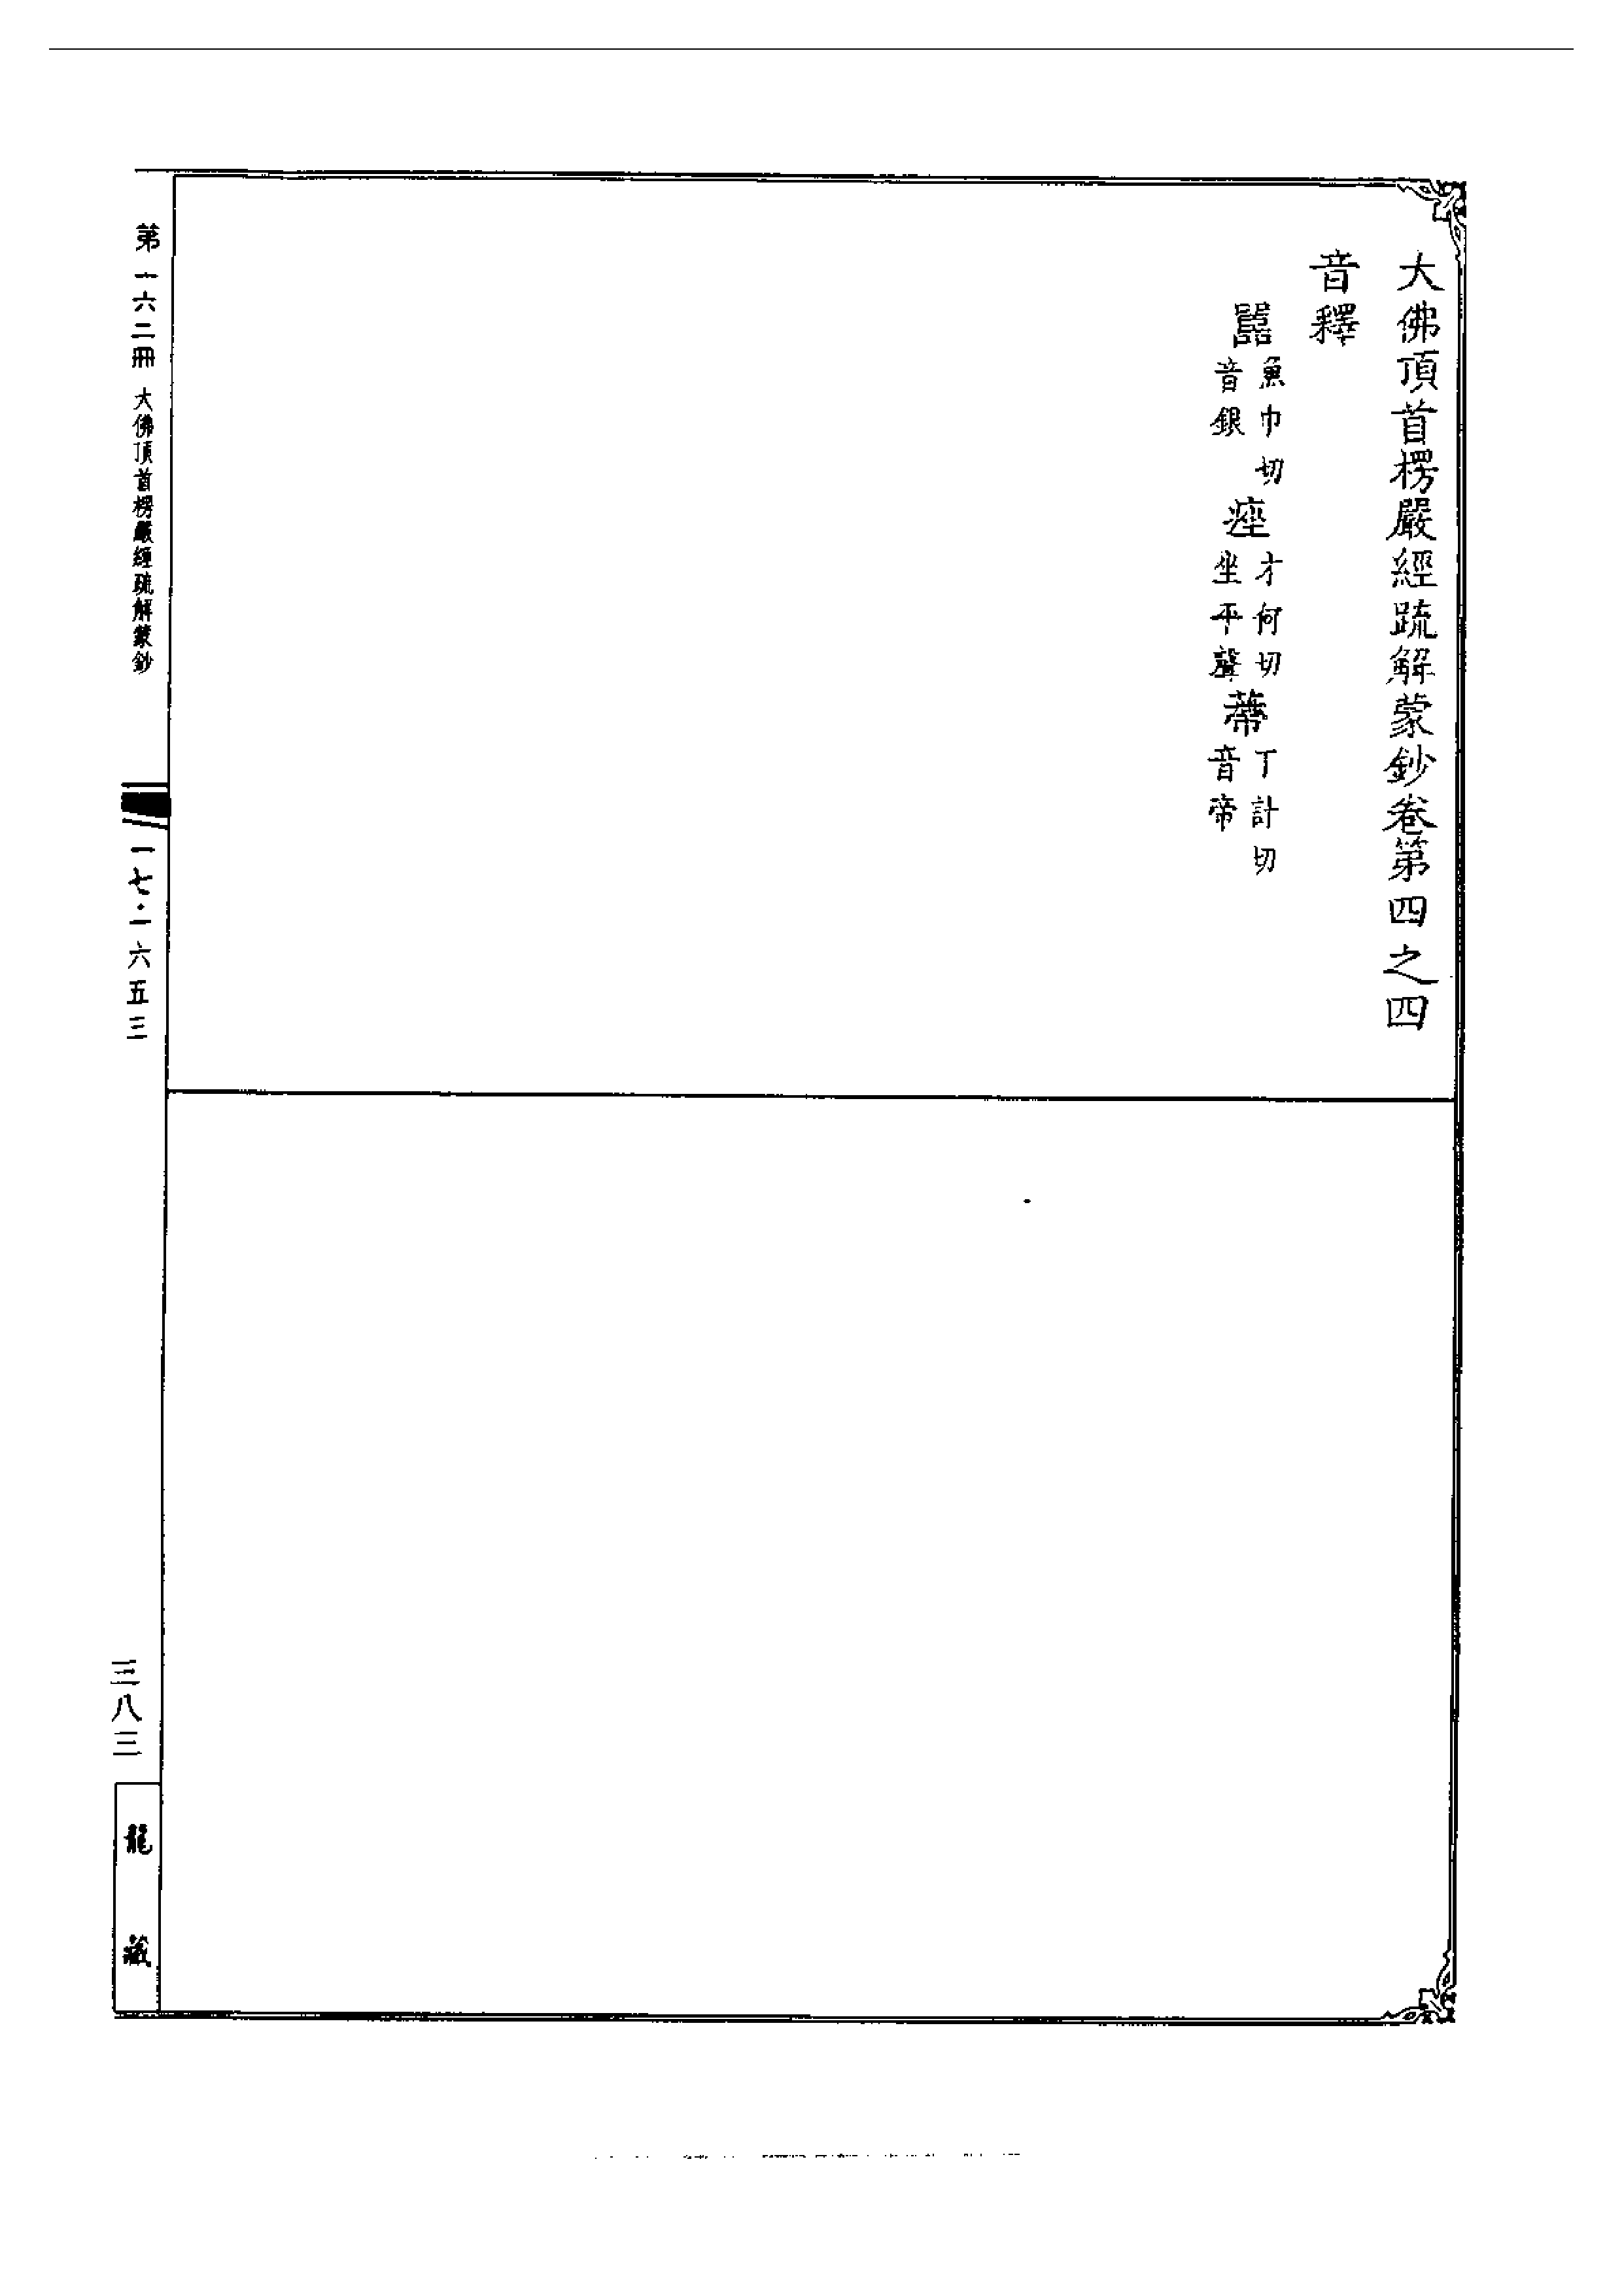 大佛頂首楞嚴經疏解蒙鈔卷第四之四
音釋
嚚魚巾切音銀痤才何切坐平聲蔕丁計切音帝
第一六二冊 大佛頂首楞嚴經疏解蒙鈔
一七·一六五三
三八三
龍藏